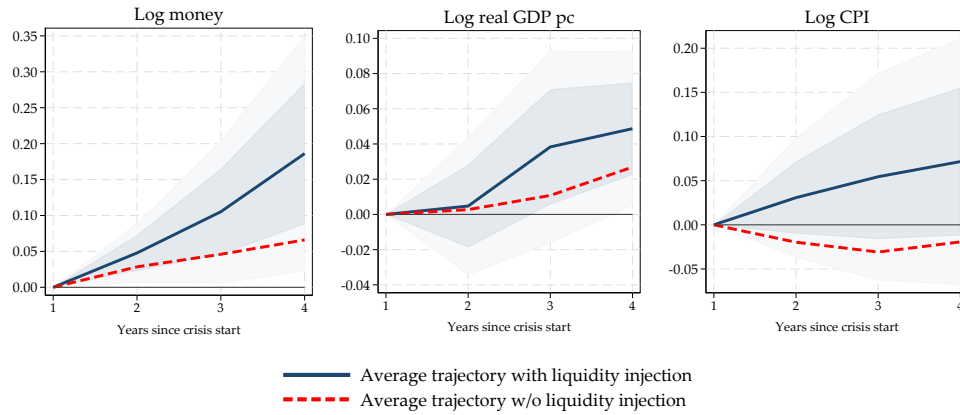 Log money
0.35
0.30
0.25
0.20
0.15
0.10
0.05
0.00
1 2 3 4
Years since crisis start
Log real GDP pc
0.10
0.08
0.06
0.04
0.02
0.00
-0.02
-0.04
1 2 3 4
Years since crisis start
Log CPI
0.20
0.15
0.10
0.05
0.00
-0.05
1 2 3 4
Years since crisis start
Average trajectory with liquidity injection
Average trajectory w/o liquidity injection